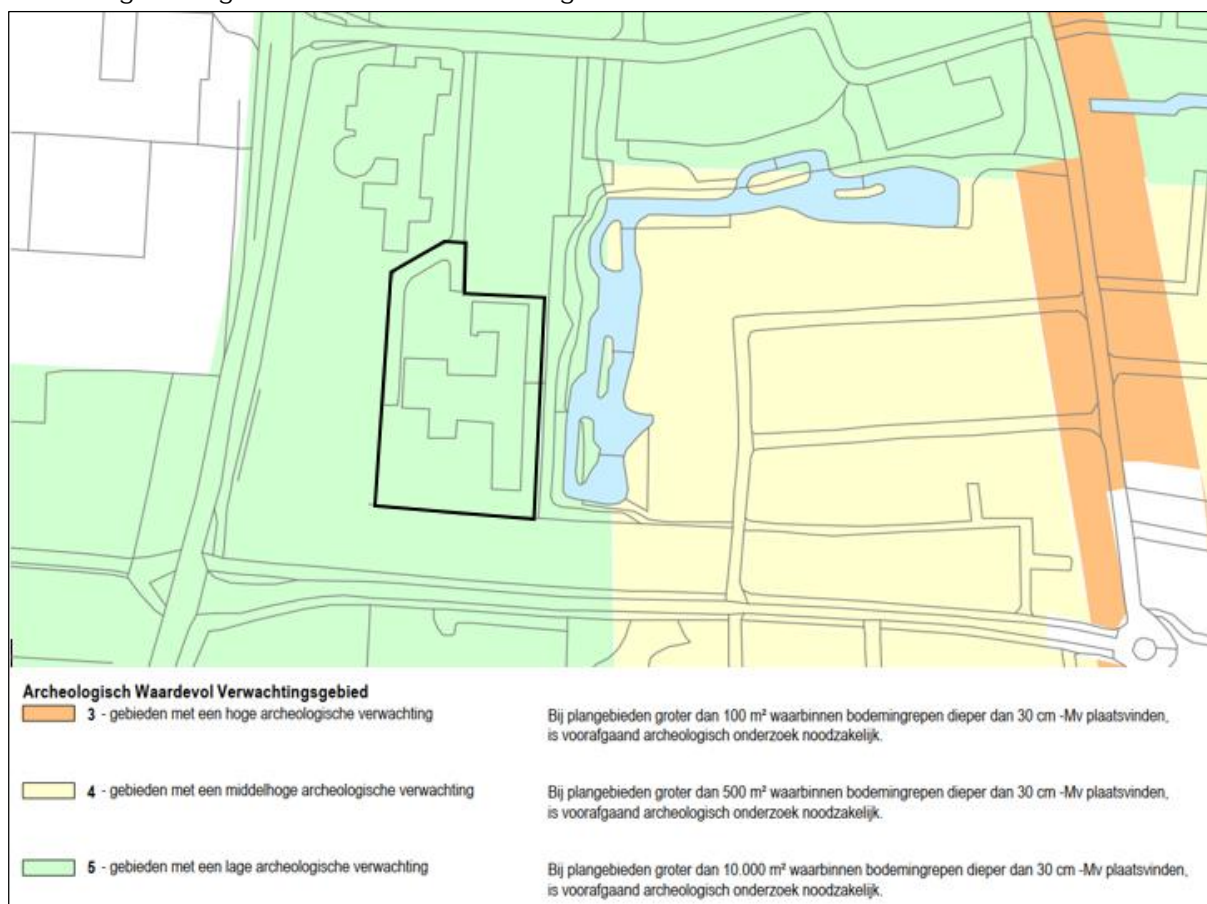 Archeologisch Waardevol Verwachtingsgebied
3 - gebieden met een hoge archeologische verwachting
Bij plangebieden groter dan 100 m² waarbinnen bodemingrepen dieper dan 30 cm -Mv plaatsvinden,
is voorafgaand archeologisch onderzoek noodzakelijk.
4 - gebieden met een middelhoge archeologische verwachting
Bij plangebieden groter dan 500 m² waarbinnen bodemingrepen dieper dan 30 cm -Mv plaatsvinden,
is voorafgaand archeologisch onderzoek noodzakelijk.
5 - gebieden met een lage archeologische verwachting
Bij plangebieden groter dan 10.000 m² waarbinnen bodemingrepen dieper dan 30 cm -Mv plaatsvinden,
is voorafgaand archeologisch onderzoek noodzakelijk.